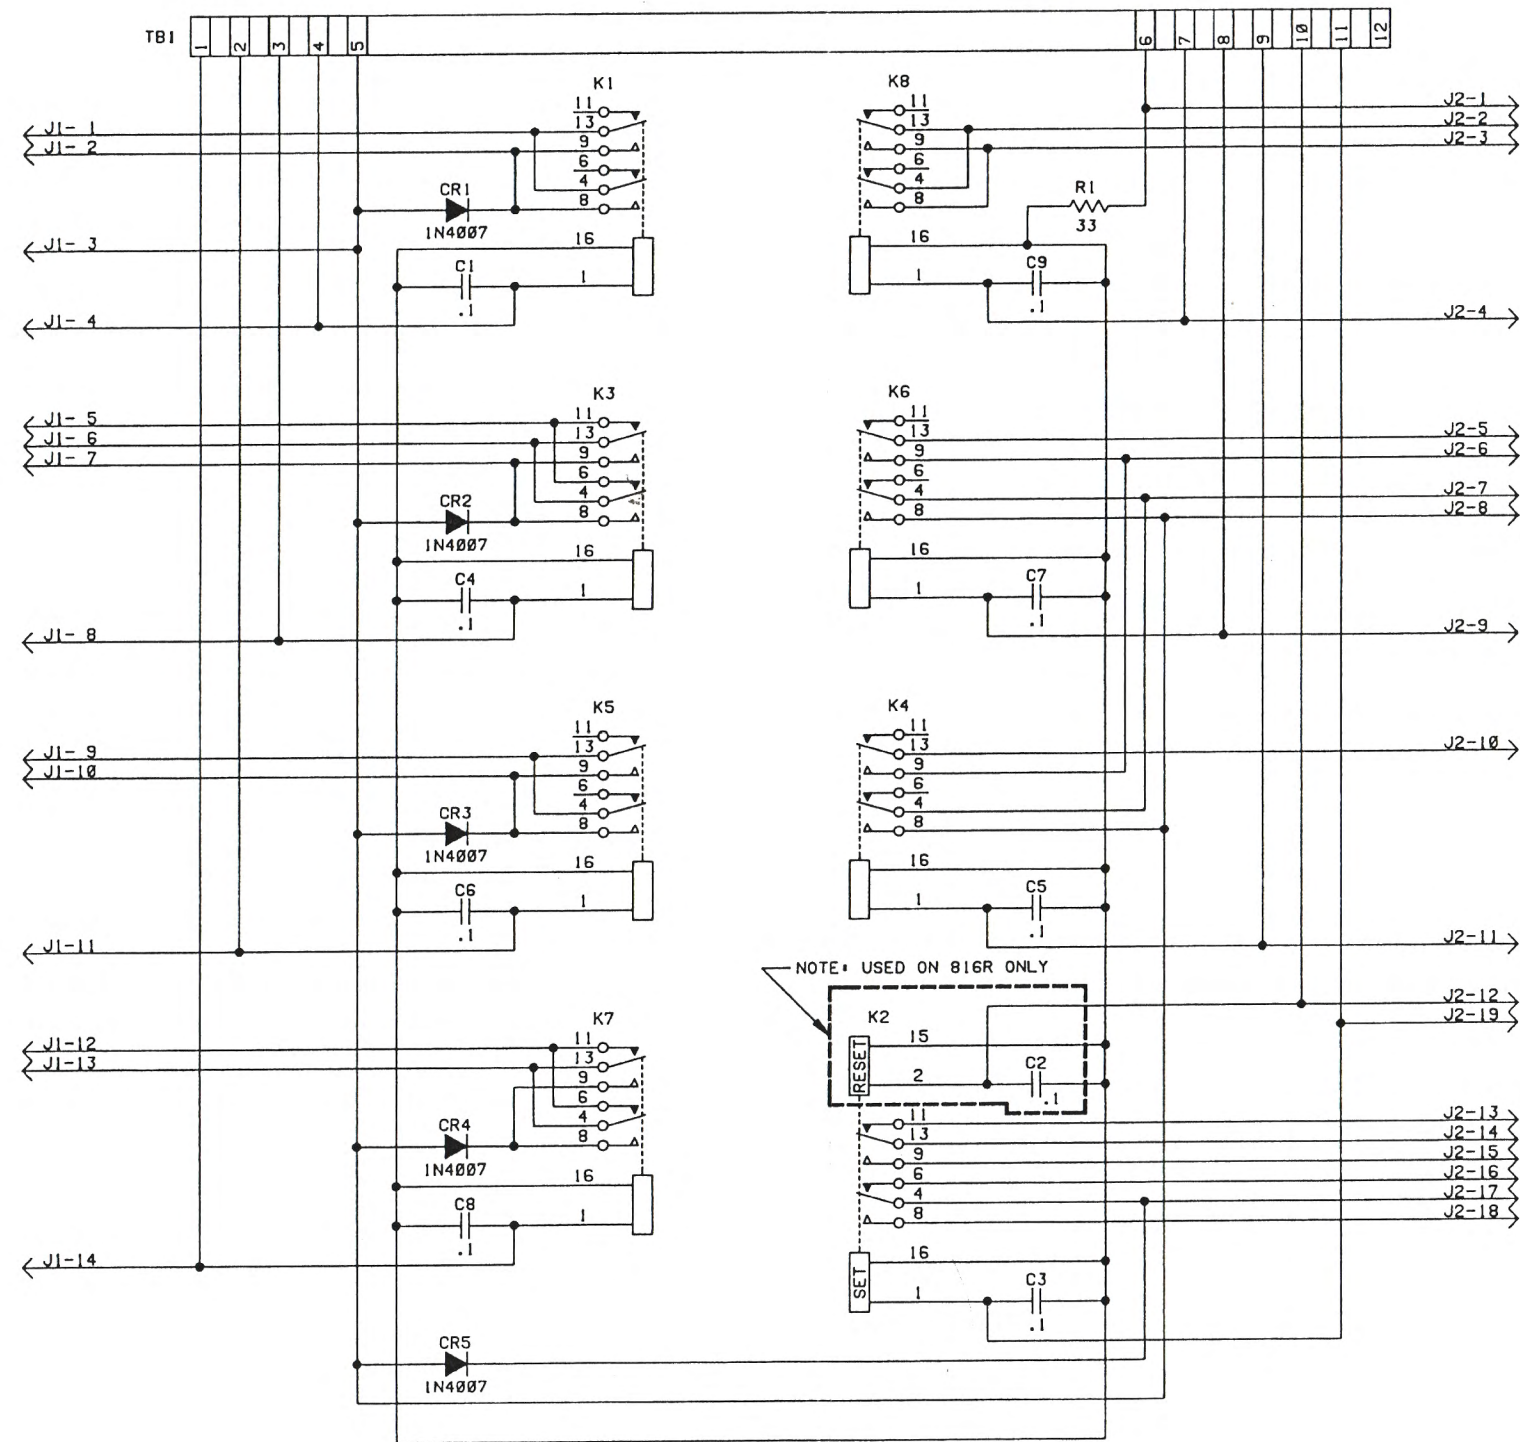 TB1 1 2 3 4 5 6 7 8 9 10 11 12
K1
11
J1- 1 13
J1- 2 9
6
CR1 4
8
1N4007
J1- 3 16
C1 1
.1
J1- 4
K8
11 J2-1
13 J2-2
9 J2-3
6
4 R1
8 33
16
C9
1
.1
J2-4
K3
J1- 5 11
J1- 6 13
J1- 7 9
6
CR2 4
8
1N4007
16
C4 1
.1
J1- 8
K6
11
13 J2-5
9 J2-6
6
4 J2-7
8 J2-8
16
C7
1
.1
J2-9
K5
11
J1- 9 13
J1-10 9
6
CR3 4
8
1N4007
16
C6 1
.1
J1-11
K4
11
13 J2-10
9
6
4
8
16
C5
1
.1
J2-11
NOTE: USED ON 816R ONLY
J2-12
J2-19
K2
RESET
15
2 C2
.1
K7
J1-12 11
J1-13 13
9
6
CR4 4
8
1N4007
16
C8 1
.1
J1-14
11 J2-13
13 J2-14
9 J2-15
6 J2-16
4 J2-17
8 J2-18
SET
16
1 C3
.1
CR5
1N4007